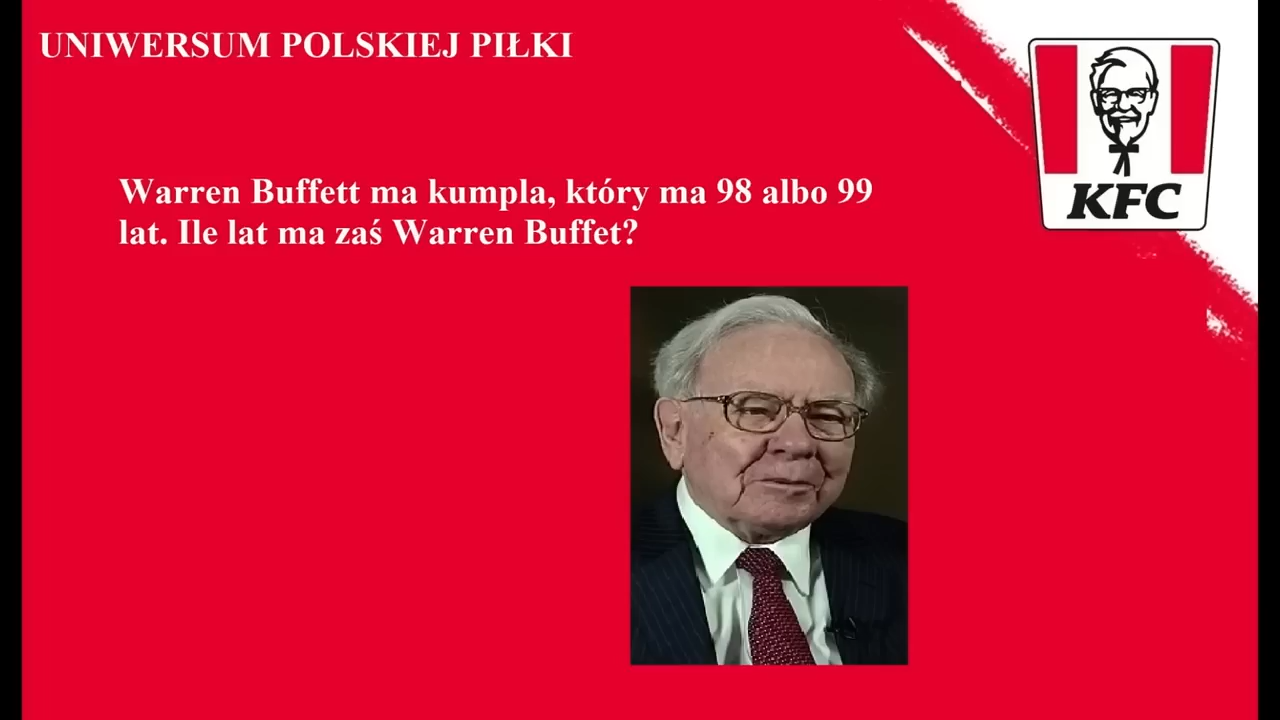 UNIWERSUM POLSKIEJ PIŁKI
KFC
Warren Buffett ma kumpla, który ma 98 albo 99
lat. Ile lat ma zaś Warren Buffet?